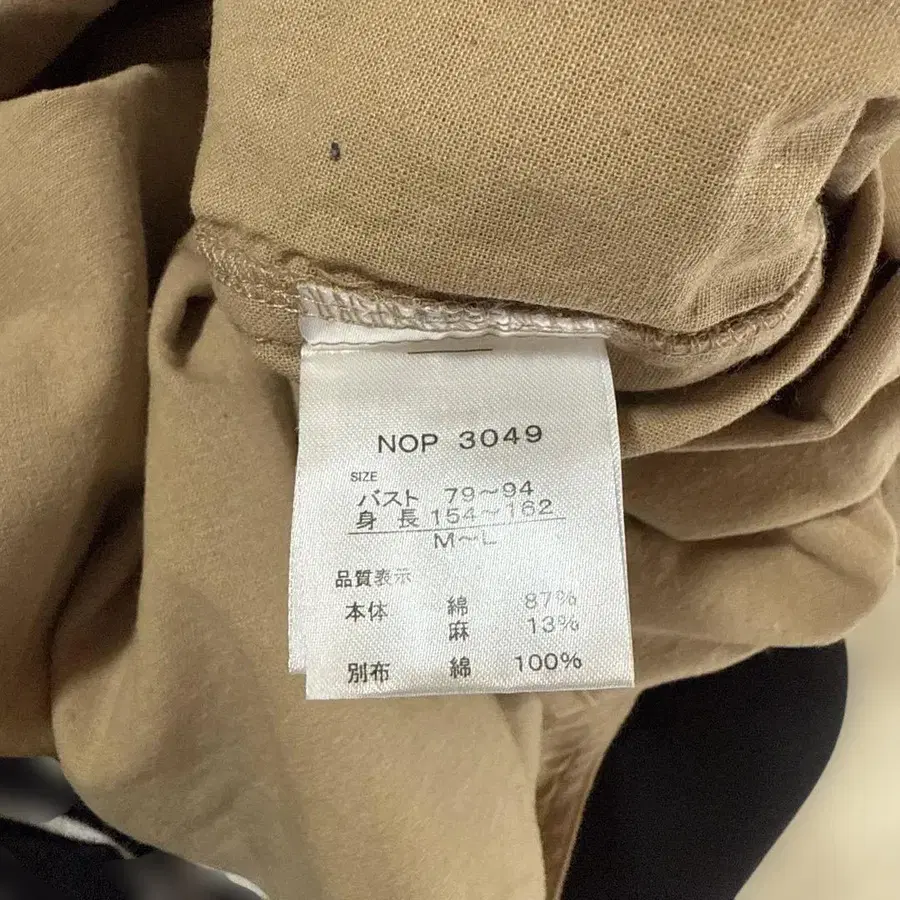 NOP 3049
SIZE
バスト 79〜94
身長 154〜162
M〜L
品質表示
本体 綿 87%
麻 13%
別布 綿 100%